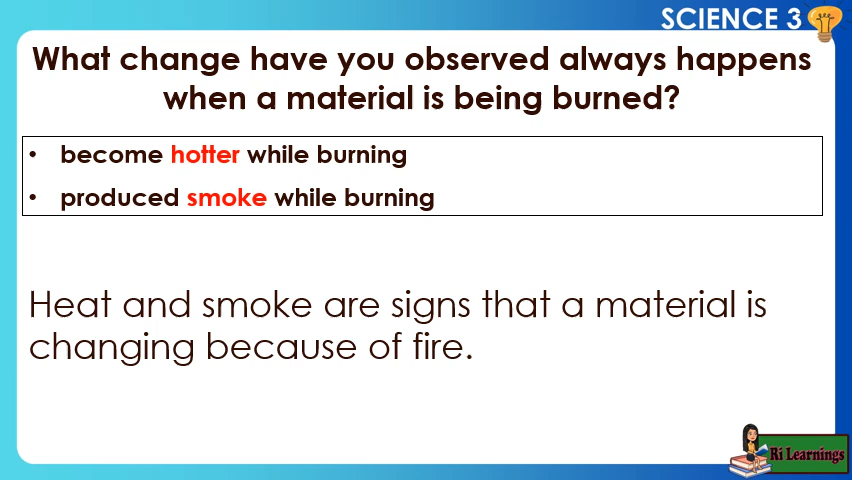 SCIENCE 3
What change have you observed always happens
when a material is being burned?
• become hotter while burning
• produced smoke while burning
Heat and smoke are signs that a material is
changing because of fire.
Ri Learnings